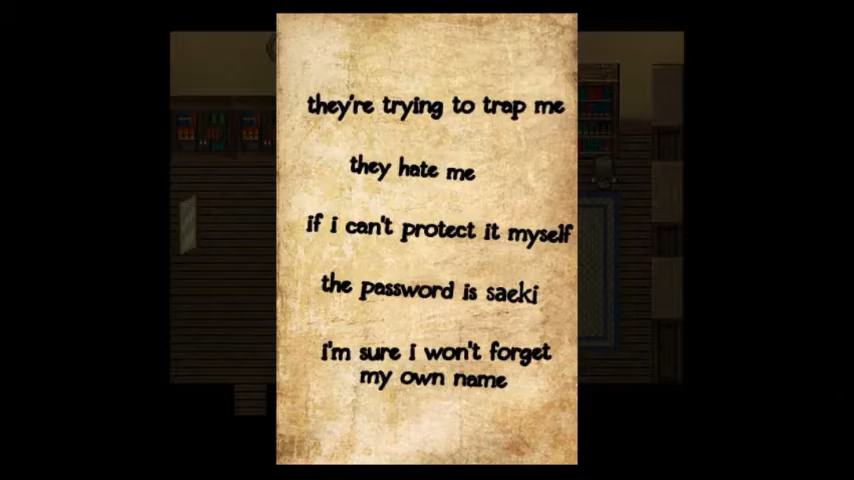 they're trying to trap me
they hate me
if i can't protect it myself
the password is saeki
i'm sure i won't forget
my own name